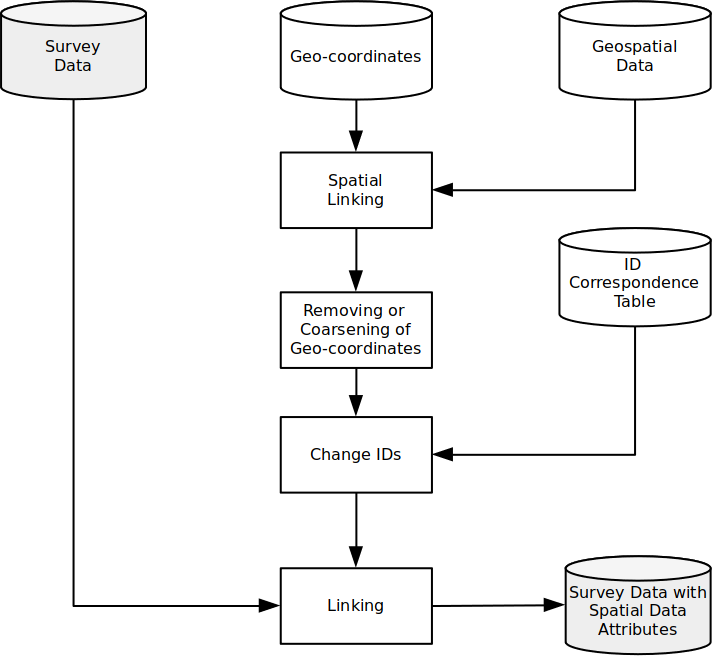 Survey
Data
Geo-coordinates
Geospatial
Data
Spatial
Linking
ID
Correspondence
Table
Removing or
Coarsening of
Geo-coordinates
Change IDs
Linking
Survey Data with
Spatial Data
Attributes